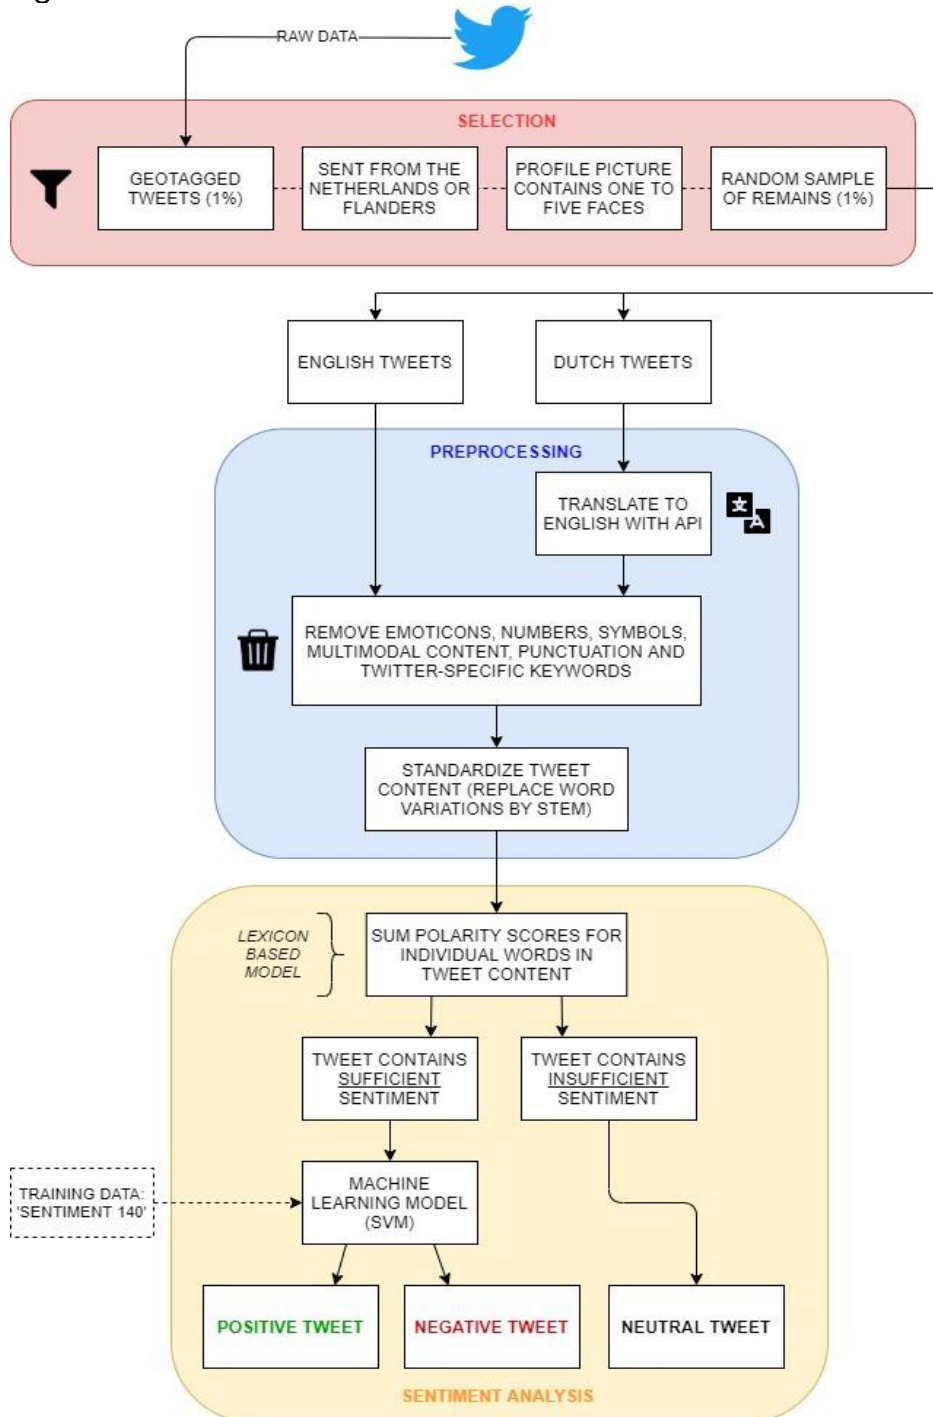 RAW DATA
SELECTION
GEOTAGGED
TWEETS (1%)
SENT FROM THE
NETHERLANDS OR
FLANDERS
PROFILE PICTURE
CONTAINS ONE TO
FIVE FACES
RANDOM SAMPLE
OF REMAINS (1%)
ENGLISH TWEETS
DUTCH TWEETS
PREPROCESSING
TRANSLATE TO
ENGLISH WITH API
文
A
REMOVE EMOTICONS, NUMBERS, SYMBOLS,
MULTIMODAL CONTENT, PUNCTUATION AND
TWITTER-SPECIFIC KEYWORDS
STANDARDIZE TWEET
CONTENT (REPLACE WORD
VARIATIONS BY STEM)
LEXICON
BASED
MODEL
SUM POLARITY SCORES FOR
INDIVIDUAL WORDS IN
TWEET CONTENT
TWEET CONTAINS
SUFFICIENT
SENTIMENT
TWEET CONTAINS
INSUFFICIENT
SENTIMENT
TRAINING DATA:
'SENTIMENT 140'
MACHINE
LEARNING MODEL
(SVM)
POSITIVE TWEET
NEGATIVE TWEET
NEUTRAL TWEET
SENTIMENT ANALYSIS